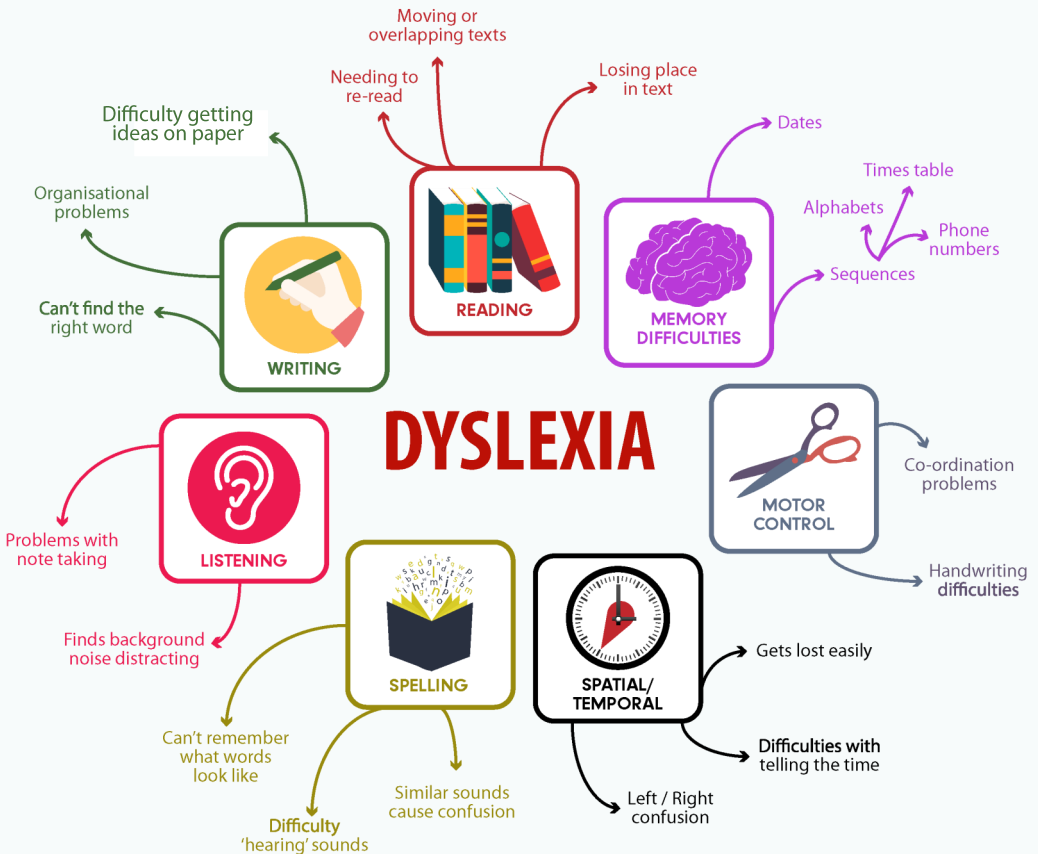 Moving or
overlapping texts
Needing to
re-read
Losing place
in text
READING
Difficulty getting
ideas on paper
Organisational
problems
Can't find the
right word
WRITING
Dates
Times table
Alphabets
Phone
numbers
Sequences
MEMORY
DIFFICULTIES
DYSLEXIA
Problems with
note taking
Finds background
noise distracting
LISTENING
Co-ordination
problems
Handwriting
difficulties
MOTOR
CONTROL
SPELLING
Can't remember
what words
look like
Difficulty
'hearing' sounds
Similar sounds
cause confusion
SPATIAL/
TEMPORAL
Gets lost easily
Difficulties with
telling the time
Left / Right
confusion